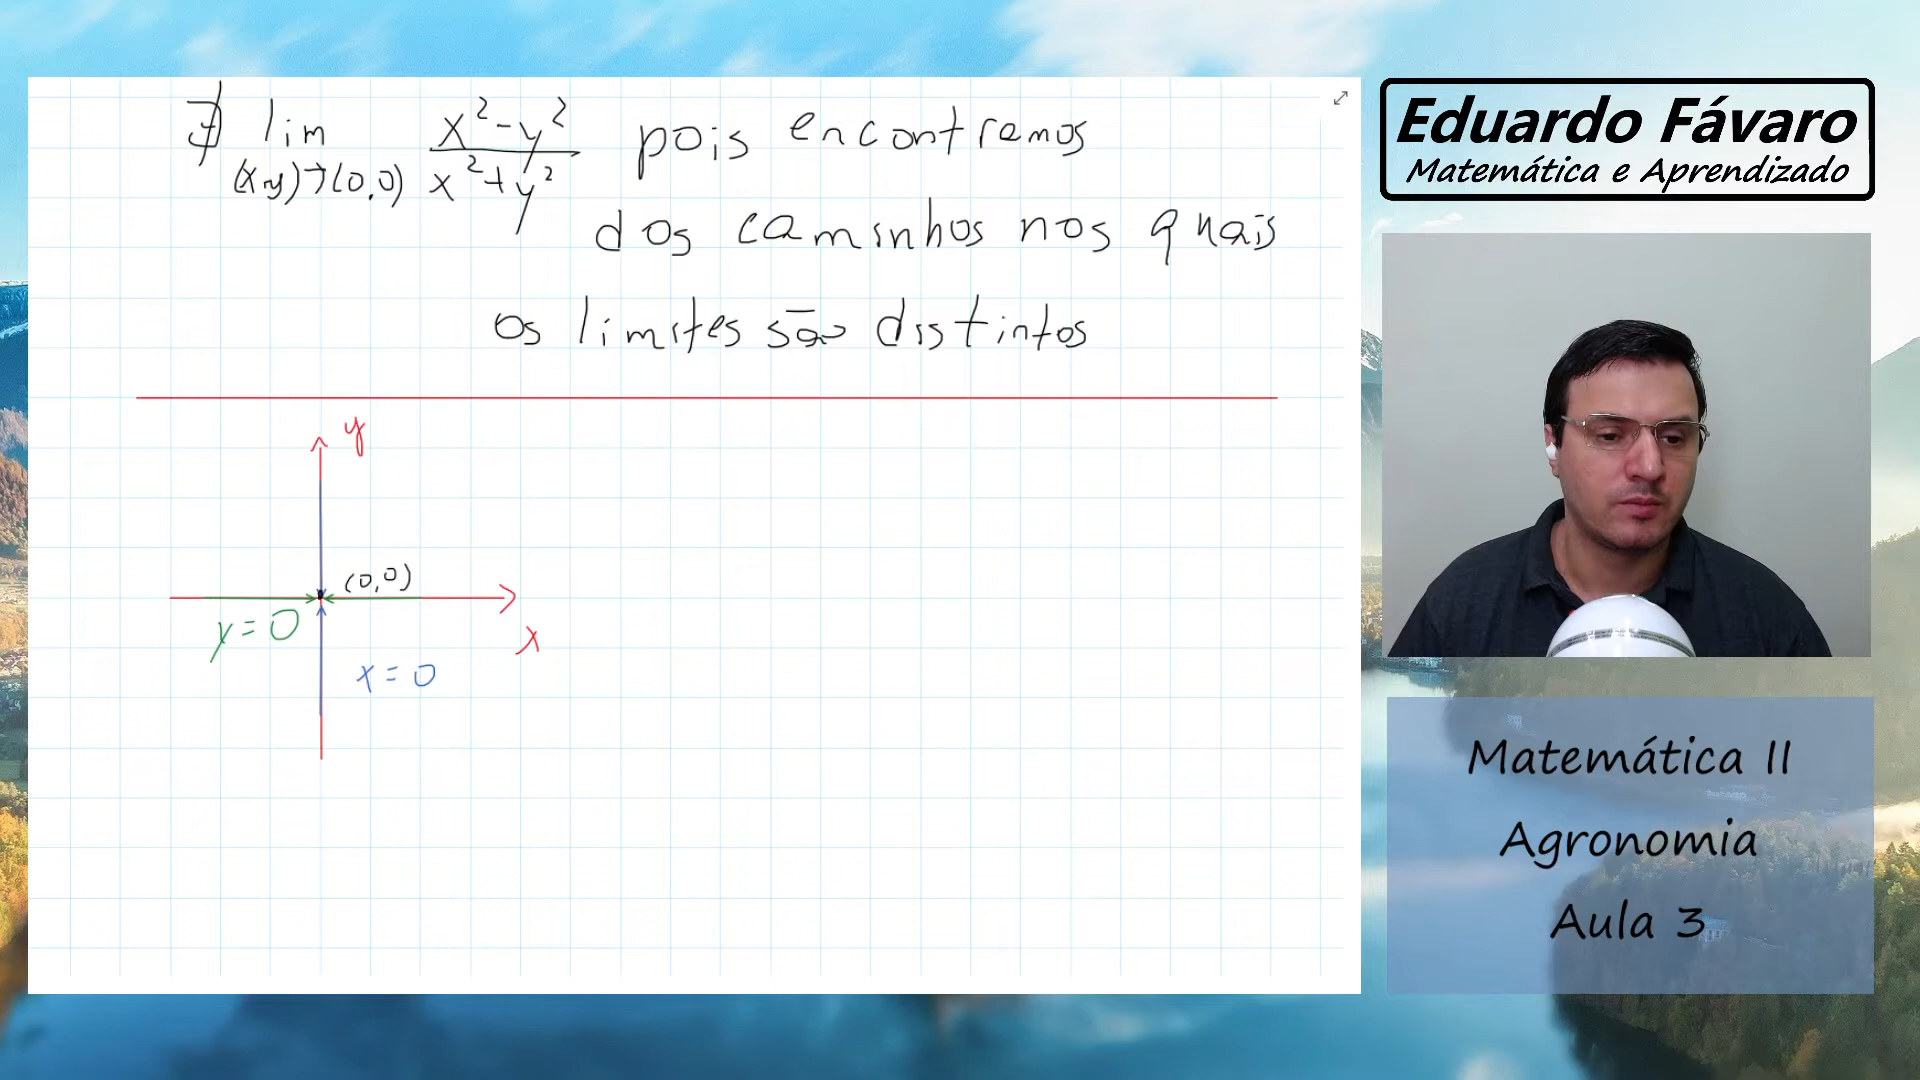 ∄ lim x²-y² pois encontramos
(x,y)→(0,0) x²+y²
dos caminhos nos quais
os limites são distintos
y
(0,0)
y=0
x
x=0
Eduardo Fávaro
Matemática e Aprendizado
Matemática II
Agronomia
Aula 3